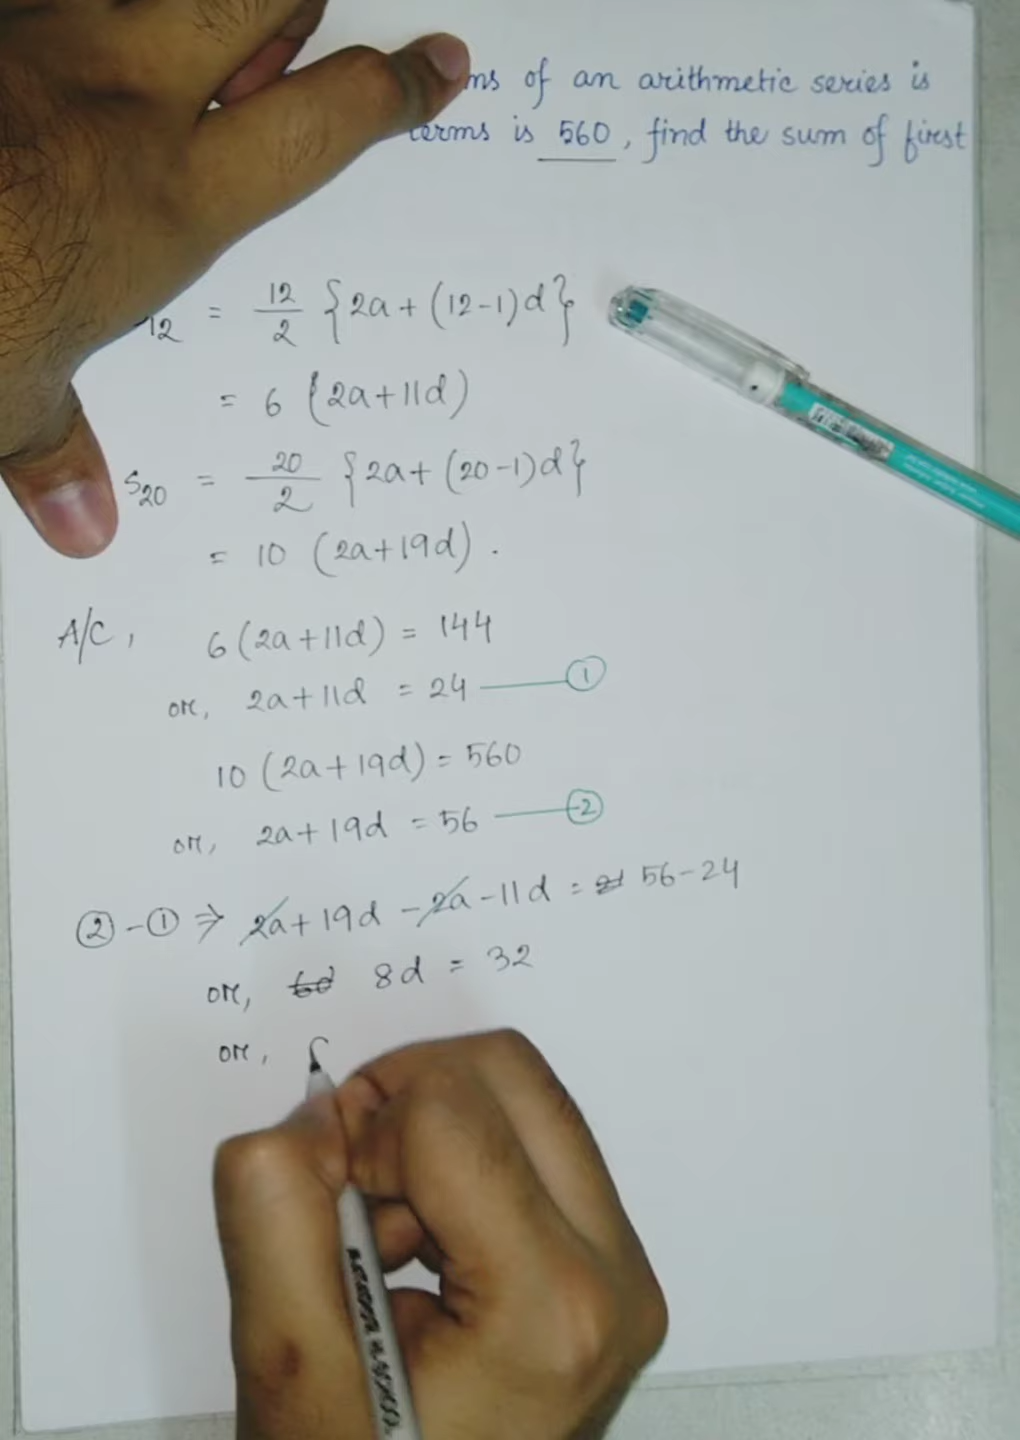 of an arithmetic series is
terms is 560, find the sum of first
12 = 12/2 {2a+(12-1)d}
= 6 (2a+11d)
S20 = 20/2 {2a+(20-1)d}
= 10 (2a+19d).
A/C, 6(2a+11d) = 144
or, 2a+11d = 24 — ①
10 (2a+19d) = 560
or, 2a+19d = 56 — ②
②-① ⇒ 2a+19d-2a-11d = 56-24
or, 8d = 32
or,